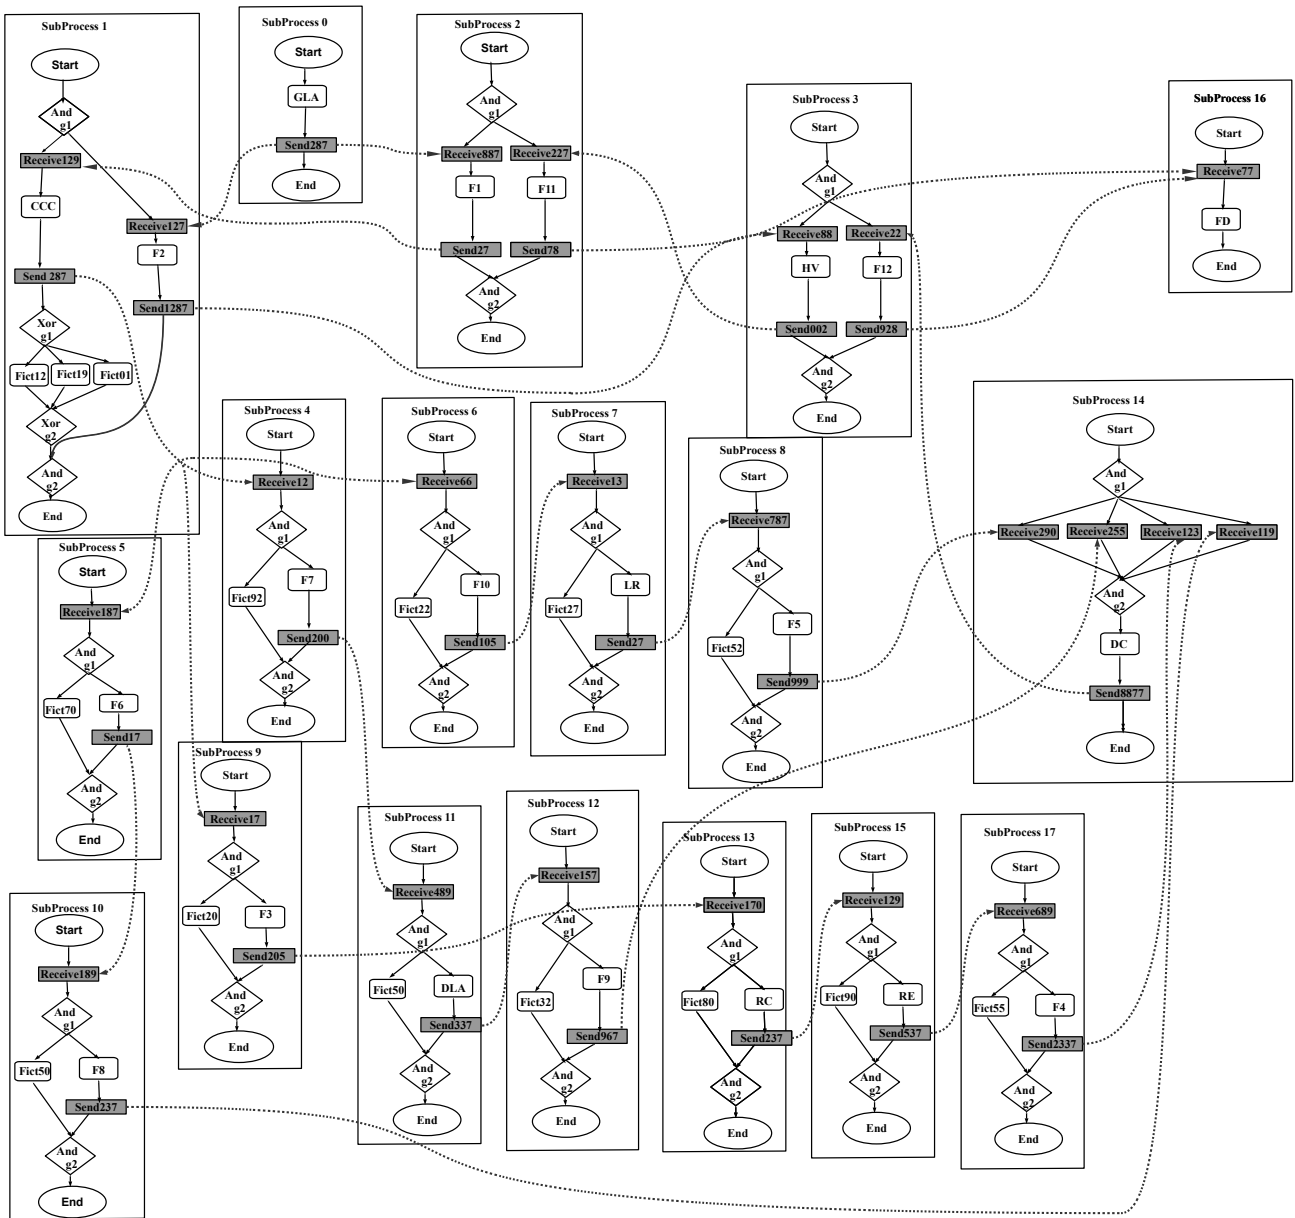 SubProcess 1
Start
And
g1
Receive129
CCC
Receive127
F2
Send 287
Send1287
Xor
g1
Fict12
Fict19
Fict01
Xor
g2
And
g2
End
SubProcess 0
Start
GLA
Send287
End
SubProcess 2
Start
And
g1
Receive887
Receive227
F1
F11
Send27
Send78
And
g2
End
SubProcess 3
Start
And
g1
Receive88
Receive22
HV
F12
Send002
Send928
And
g2
End
SubProcess 16
Start
Receive77
FD
End
SubProcess 4
Start
Receive12
And
g1
F7
Fict92
Send200
And
g2
End
SubProcess 6
Start
Receive66
And
g1
F10
Fict22
Send105
And
g2
End
SubProcess 7
Start
Receive13
And
g1
LR
Fict27
Send27
And
g2
End
SubProcess 8
Start
Receive787
And
g1
F5
Fict52
Send999
And
g2
End
SubProcess 14
Start
And
g1
Receive290
Receive255
Receive123
Receive119
And
g2
DC
Send8877
End
SubProcess 5
Start
Receive187
And
g1
Fict70
F6
Send17
And
g2
End
SubProcess 9
Start
Receive17
And
g1
Fict20
F3
Send205
And
g2
End
SubProcess 11
Start
Receive489
And
g1
Fict50
DLA
Send337
And
g2
End
SubProcess 12
Start
Receive157
And
g1
F9
Fict32
Send967
And
g2
End
SubProcess 13
Start
Receive170
And
g1
Fict80
RC
Send237
And
g2
End
SubProcess 15
Start
Receive129
And
g1
Fict90
RE
Send537
And
g2
End
SubProcess 17
Start
Receive689
And
g1
Fict55
F4
Send2337
And
g2
End
SubProcess 10
Start
Receive189
And
g1
Fict50
F8
Send237
And
g2
End